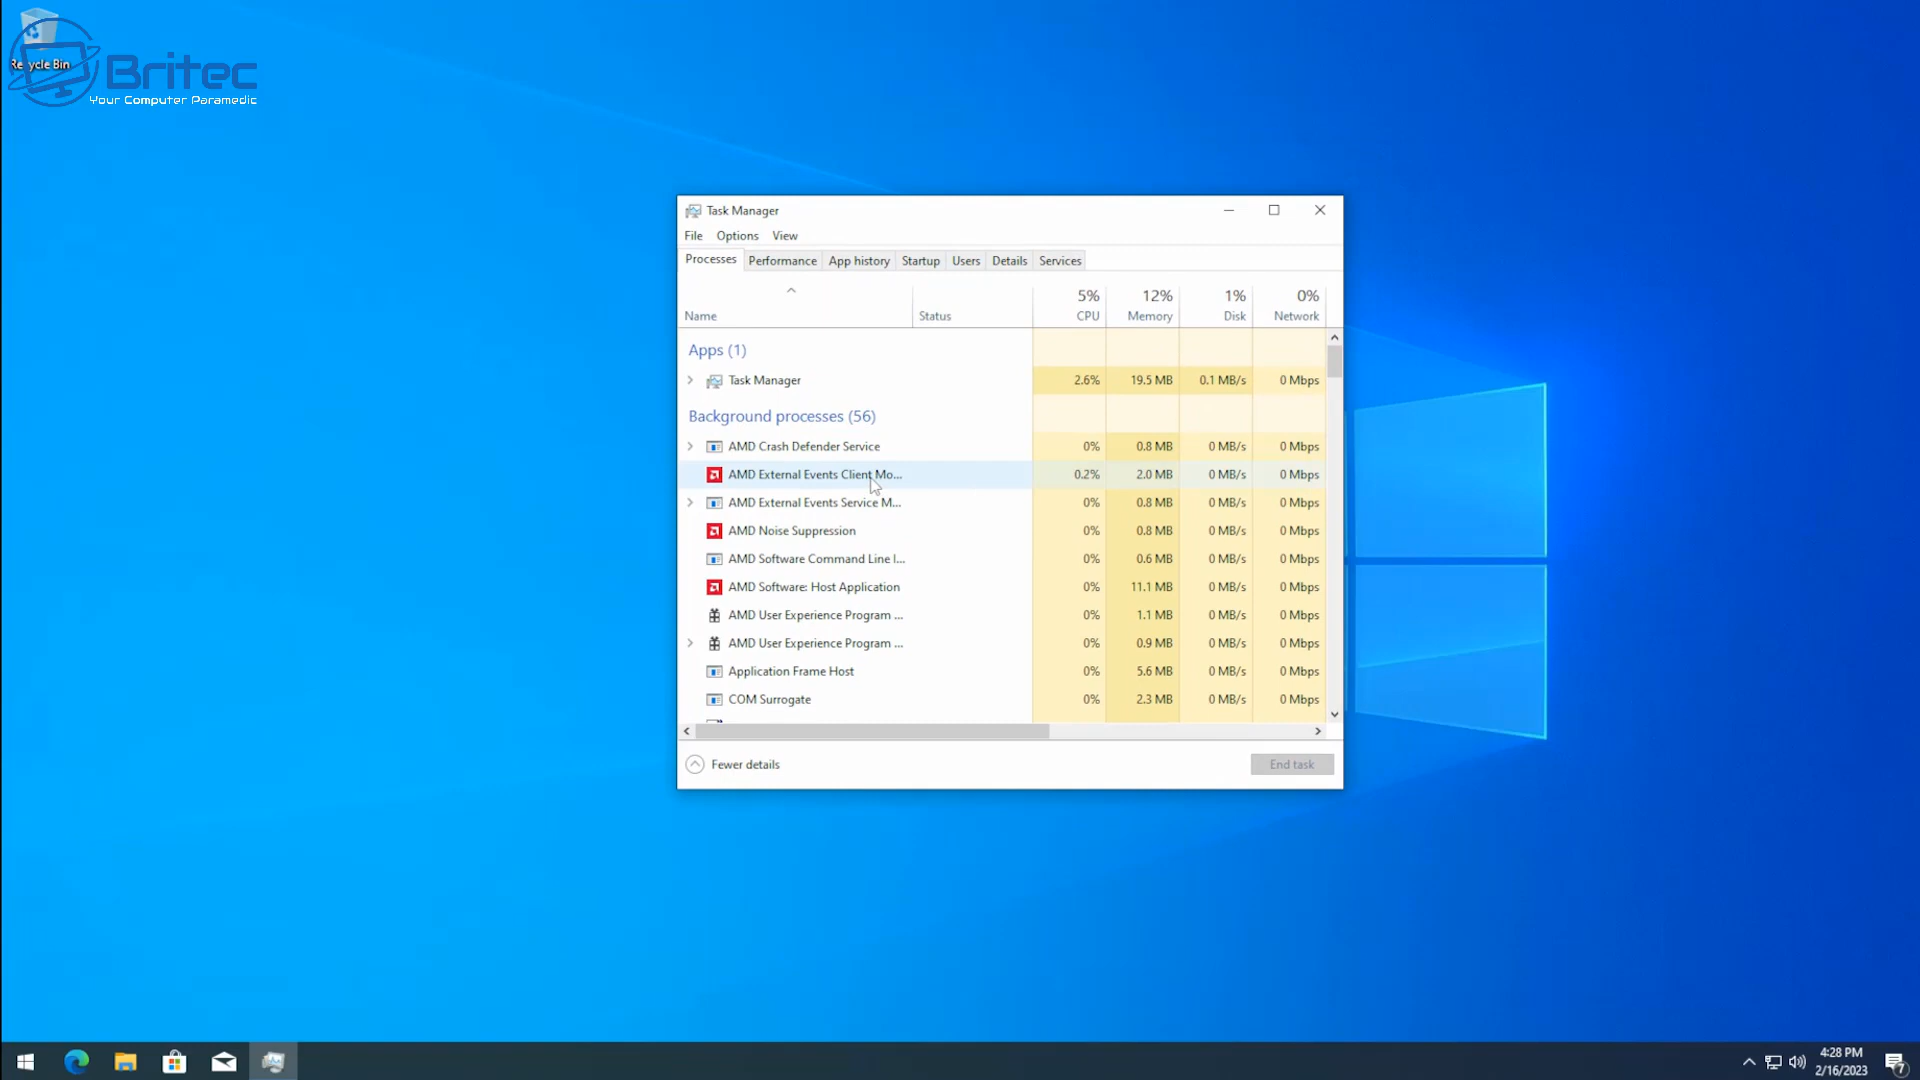 Recycle Bin
Britec
Your Computer Paramedic
Task Manager
File Options View
Processes Performance App history Startup Users Details Services
5% 12% 1% 0%
Name Status CPU Memory Disk Network
Apps (1)
Task Manager 2.6% 19.5 MB 0.1 MB/s 0 Mbps
Background processes (56)
AMD Crash Defender Service 0% 0.8 MB 0 MB/s 0 Mbps
AMD External Events Client Mo... 0.2% 2.0 MB 0 MB/s 0 Mbps
AMD External Events Service M... 0% 0.8 MB 0 MB/s 0 Mbps
AMD Noise Suppression 0% 0.8 MB 0 MB/s 0 Mbps
AMD Software Command Line I... 0% 0.6 MB 0 MB/s 0 Mbps
AMD Software: Host Application 0% 11.1 MB 0 MB/s 0 Mbps
AMD User Experience Program ... 0% 1.1 MB 0 MB/s 0 Mbps
AMD User Experience Program ... 0% 0.9 MB 0 MB/s 0 Mbps
Application Frame Host 0% 5.6 MB 0 MB/s 0 Mbps
COM Surrogate 0% 2.3 MB 0 MB/s 0 Mbps
Fewer details End task
4:28 PM
2/16/2023
7